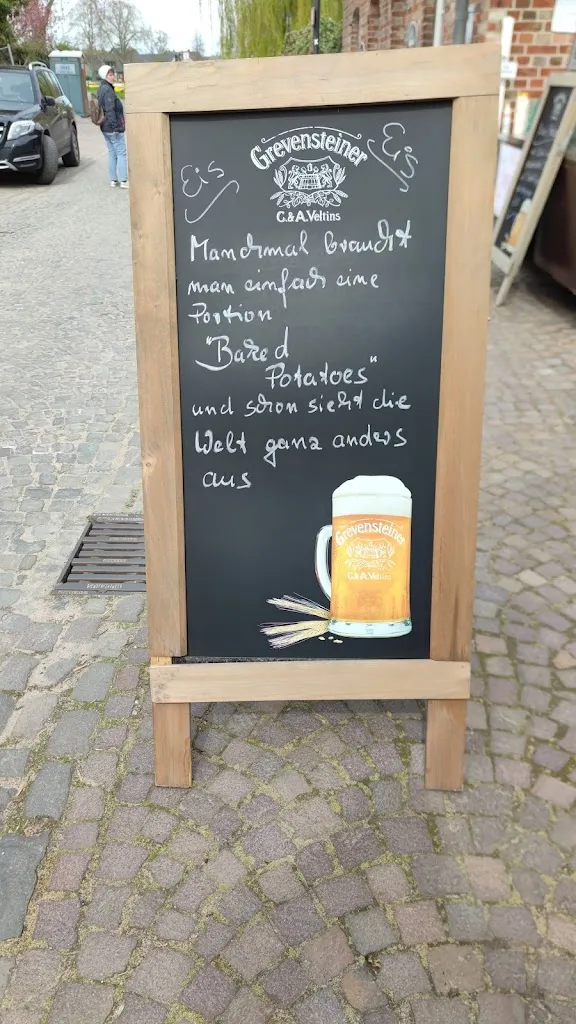 Grevensteiner
Eis
Eis
C.& A. Veltins
Manchmal braucht
man einfach eine
Portion
"Baked
Potatoes"
und schon sieht die
Welt ganz anders
aus
Grevensteiner
C.& A. Veltins